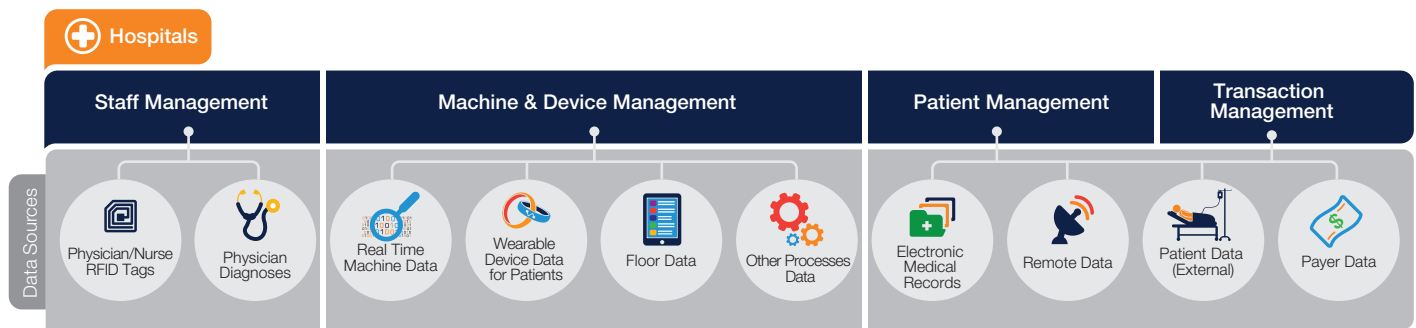 Hospitals
Staff Management
Machine & Device Management
Patient Management
Transaction
Management
Data Sources
Physician/Nurse
RFID Tags
Physician
Diagnoses
Real Time
Machine Data
Wearable
Device Data
for Patients
Floor Data
Other Processes
Data
Electronic
Medical
Records
Remote Data
Patient Data
(External)
Payer Data